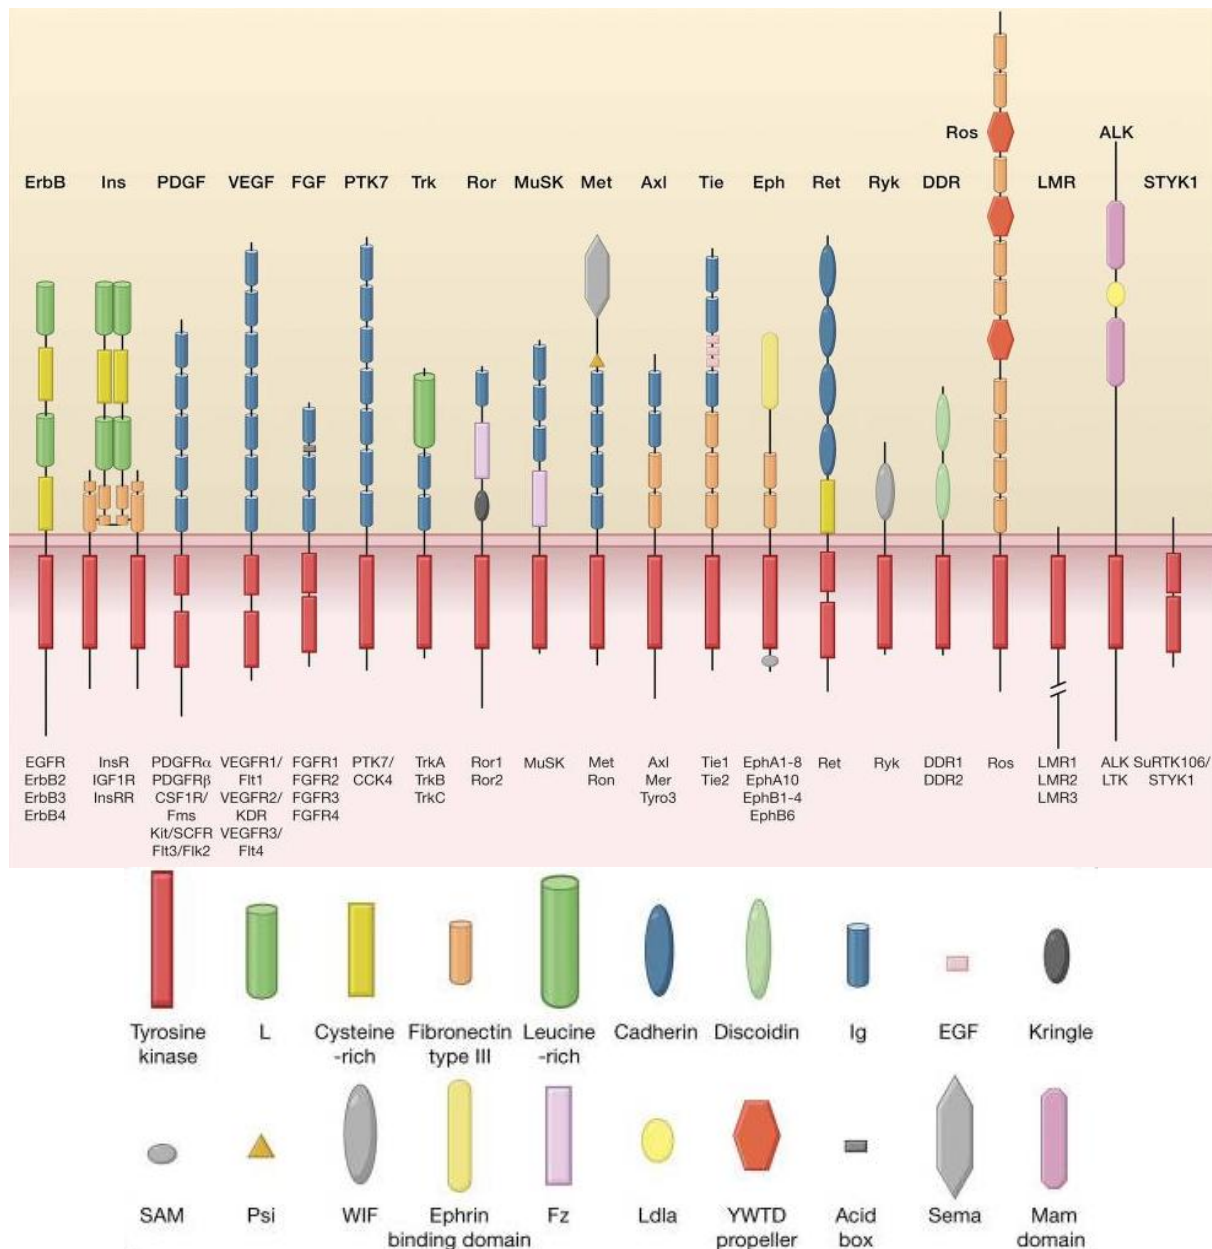 Ros ALK
ErbB Ins PDGF VEGF FGF PTK7 Trk Ror MuSK Met Axl Tie Eph Ret Ryk DDR LMR STYK1
EGFR
ErbB2
ErbB3
ErbB4
InsR
IGF1R
InsRR
PDGFRα
PDGFRβ
CSF1R/
Fms
Kit/SCFR
Flt3/Flk2
VEGFR1/
Flt1
VEGFR2/
KDR
VEGFR3/
Flt4
FGFR1
FGFR2
FGFR3
FGFR4
PTK7/
CCK4
TrkA
TrkB
TrkC
Ror1
Ror2
MuSK
Met
Ron
Axl
Mer
Tyro3
Tie1
Tie2
EphA1-8
EphA10
EphB1-4
EphB6
Ret
Ryk
DDR1
DDR2
Ros
LMR1
LMR2
LMR3
ALK
LTK
SuRTK106/
STYK1
Tyrosine
kinase
L
Cysteine
-rich
Fibronectin
type III
Leucine
-rich
Cadherin
Discoidin
Ig
EGF
Kringle
SAM
Psi
WIF
Ephrin
binding domain
Fz
Ldla
YWTD
propeller
Acid
box
Sema
Mam
domain